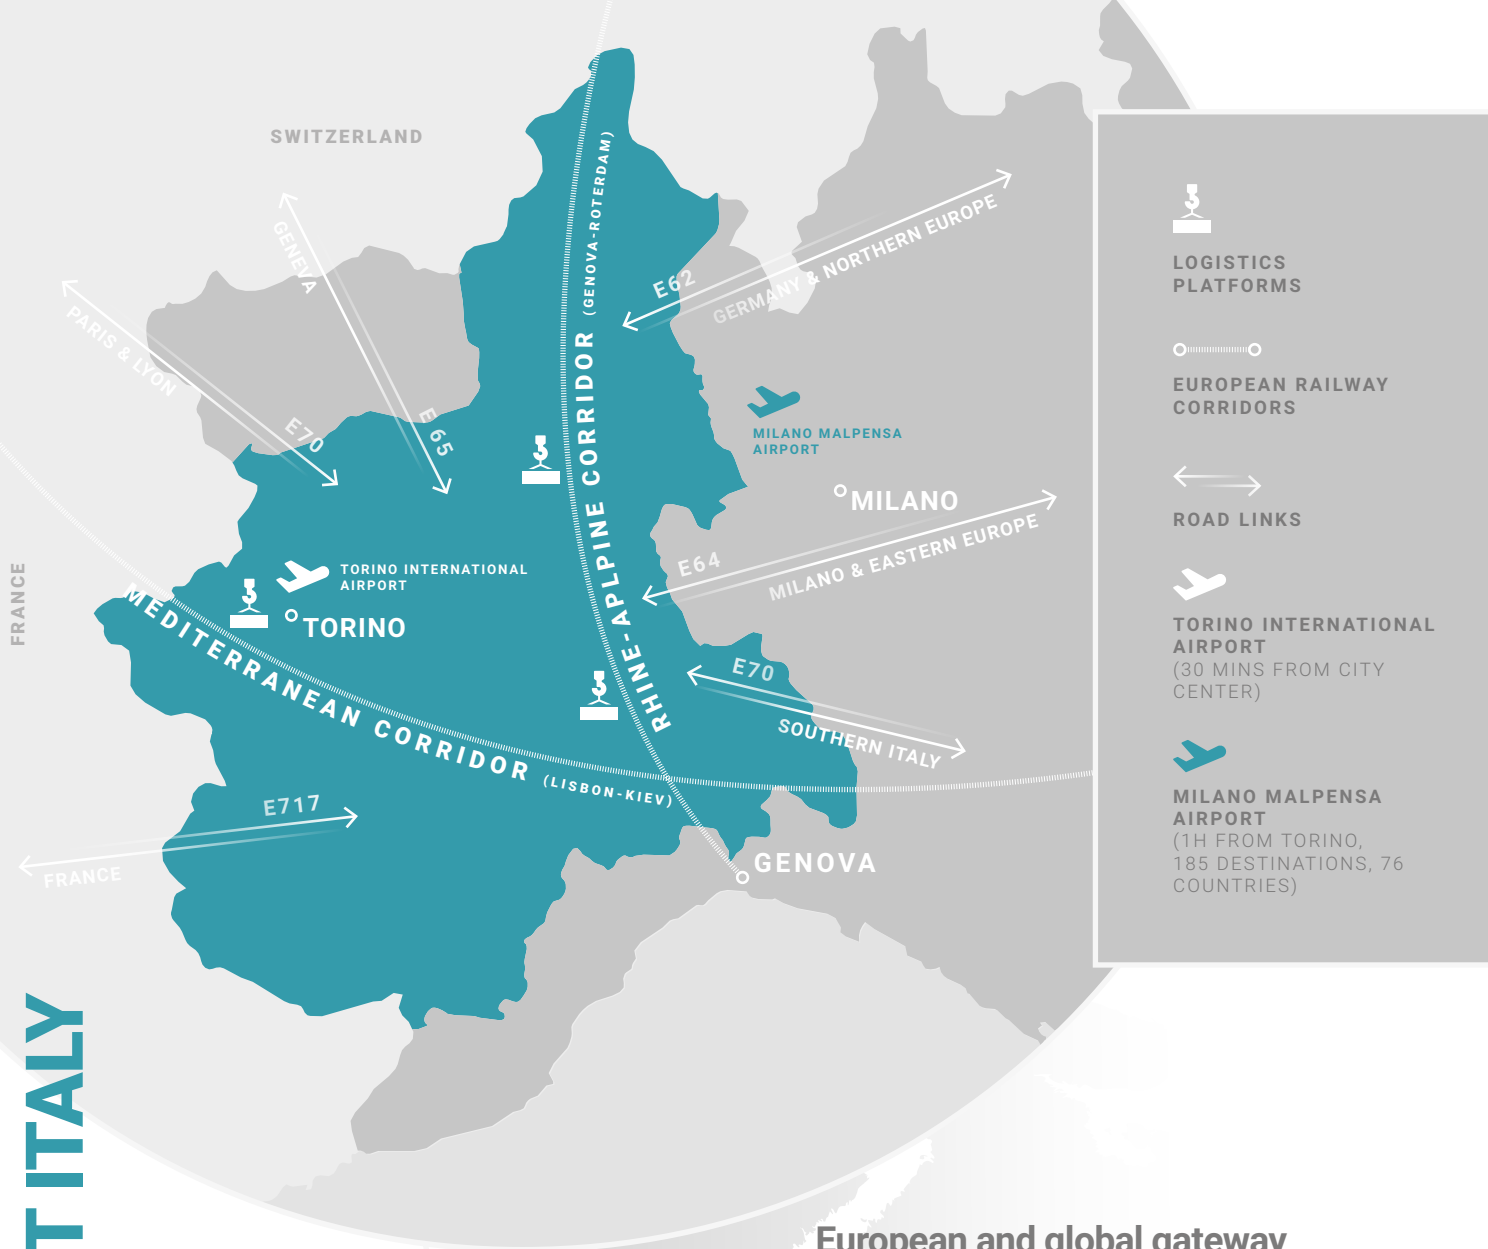 SWITZERLAND
GENEVA
PARIS & LYON
E70
E 65
(GENOVA-ROTERDAM)
RHINE-APLPINE CORRIDOR
E62
GERMANY & NORTHERN EUROPE
MILANO MALPENSA
AIRPORT
MILANO
E64
MILANO & EASTERN EUROPE
FRANCE
TORINO INTERNATIONAL
AIRPORT
TORINO
MEDITERRANEAN CORRIDOR (LISBON-KIEV)
E70
SOUTHERN ITALY
E717
FRANCE
GENOVA
LOGISTICS
PLATFORMS
EUROPEAN RAILWAY
CORRIDORS
ROAD LINKS
TORINO INTERNATIONAL
AIRPORT
(30 MINS FROM CITY
CENTER)
MILANO MALPENSA
AIRPORT
(1H FROM TORINO,
185 DESTINATIONS, 76
COUNTRIES)
T ITALY
European and global gateway